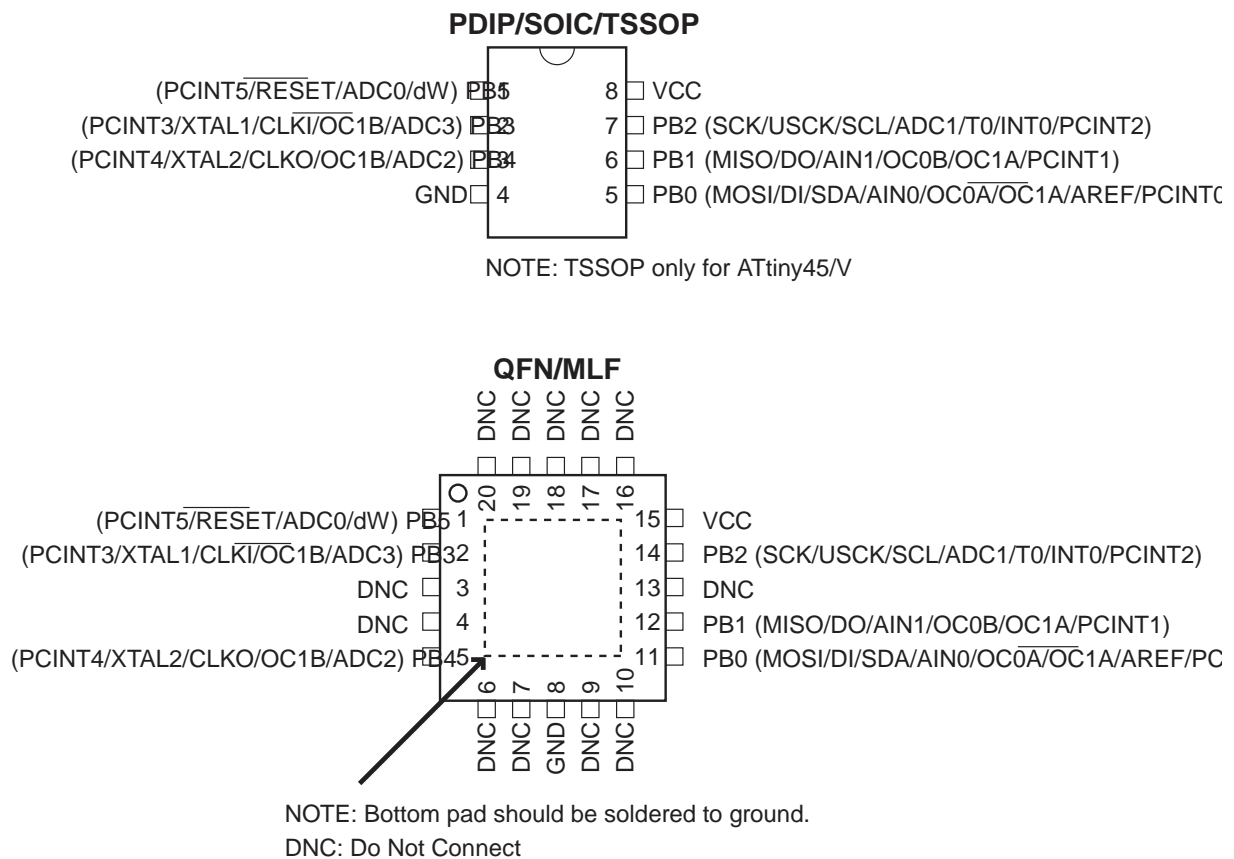 PDIP/SOIC/TSSOP
(PCINT5/RESET/ADC0/dW) PB5 1
8 VCC
(PCINT3/XTAL1/CLKI/OC1B/ADC3) PB3 2
7 PB2 (SCK/USCK/SCL/ADC1/T0/INT0/PCINT2)
(PCINT4/XTAL2/CLKO/OC1B/ADC2) PB4 3
6 PB1 (MISO/DO/AIN1/OC0B/OC1A/PCINT1)
GND 4
5 PB0 (MOSI/DI/SDA/AIN0/OC0A/OC1A/AREF/PCINT0
NOTE: TSSOP only for ATtiny45/V
QFN/MLF
DNC DNC DNC DNC DNC
20 19 18 17 16
(PCINT5/RESET/ADC0/dW) PB5 1
15 VCC
(PCINT3/XTAL1/CLKI/OC1B/ADC3) PB3 2
14 PB2 (SCK/USCK/SCL/ADC1/T0/INT0/PCINT2)
DNC 3
13 DNC
DNC 4
12 PB1 (MISO/DO/AIN1/OC0B/OC1A/PCINT1)
(PCINT4/XTAL2/CLKO/OC1B/ADC2) PB4 5
11 PB0 (MOSI/DI/SDA/AIN0/OC0A/OC1A/AREF/PC
6 7 8 9 10
DNC DNC GND DNC DNC
NOTE: Bottom pad should be soldered to ground.
DNC: Do Not Connect